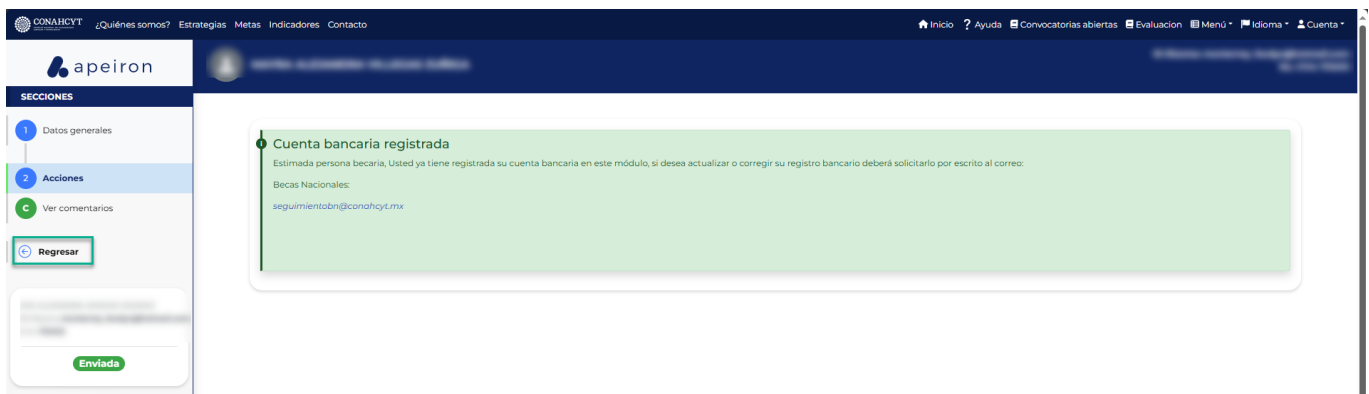 CONAHCYT ¿Quiénes somos? Estrategias Metas Indicadores Contacto Inicio ? Ayuda Convocatorias abiertas Evaluacion Menú Idioma Cuenta
apeiron
SECCIONES
1 Datos generales
2 Acciones
C Ver comentarios
Regresar
Enviada
Cuenta bancaria registrada
Estimada persona becaria, Usted ya tiene registrada su cuenta bancaria en este módulo, si desea actualizar o corregir su registro bancario deberá solicitarlo por escrito al correo:
Becas Nacionales:
seguimientobn@conahcyt.mx